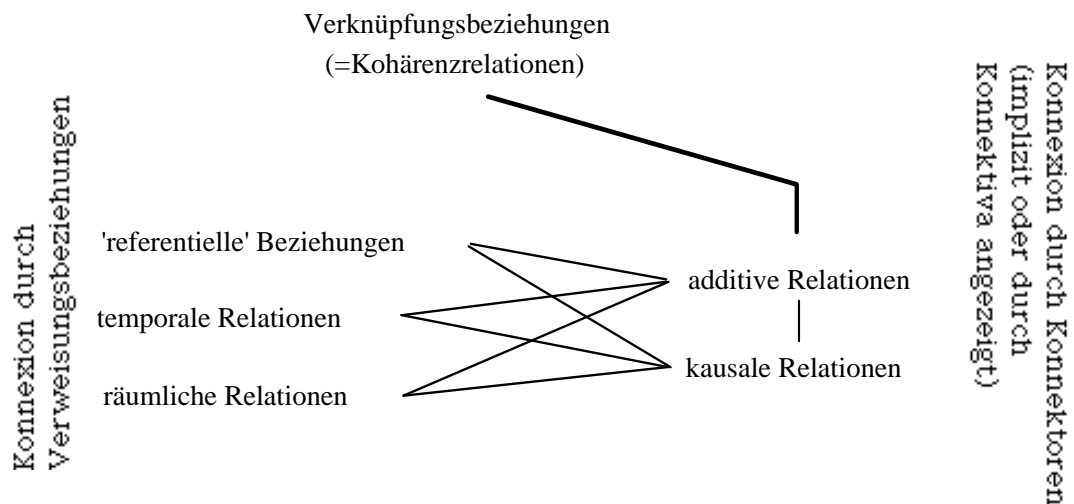 Verknüpfungsbeziehungen
(=Kohärenzrelationen)
Konnexion durch
Verweisungsbeziehungen
'referentielle' Beziehungen
temporale Relationen
räumliche Relationen
additive Relationen
kausale Relationen
Konnexion durch Konnektoren
(implizit oder durch
Konnektiva angezeigt)